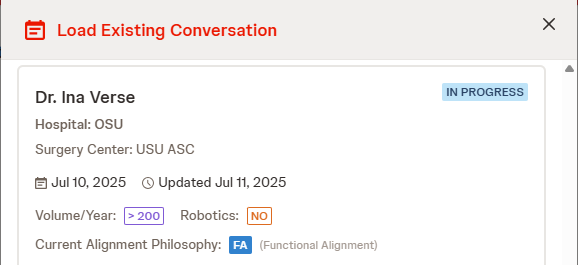 Load Existing Conversation
Dr. Ina Verse
IN PROGRESS
Hospital: OSU
Surgery Center: USU ASC
Jul 10, 2025 Updated Jul 11, 2025
Volume/Year: > 200 Robotics: NO
Current Alignment Philosophy: FA (Functional Alignment)